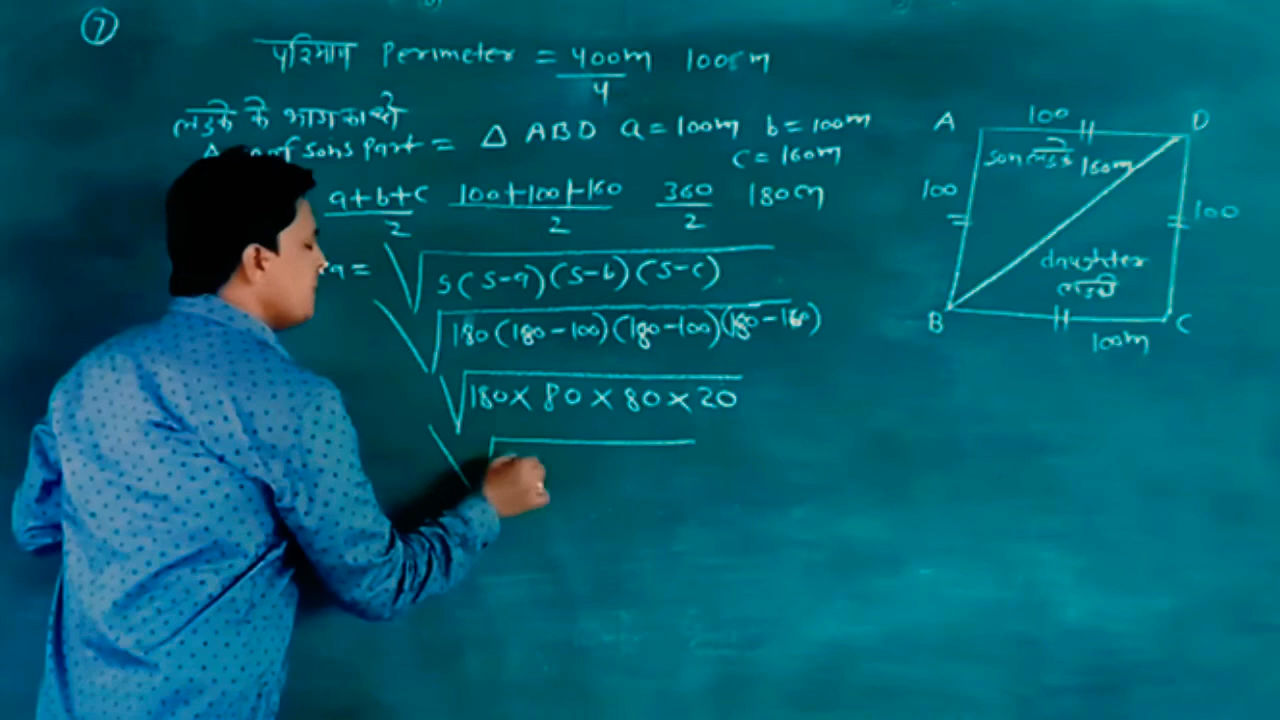 7
परिमाप Perimeter = 400m 100m
4
लड़के के भाग का क्षे
of sons Part = △ ABD a = 100m b = 100m
c = 160m
a+b+c 100+100+160 360 180m
2 2 2
= √s(s-a)(s-b)(s-c)
√180(180-100)(180-100)(180-160)
√180 × 80 × 80 × 20
√
A 100 D
son लड़के 160m
100 100
daughter
लड़की
B C
100m